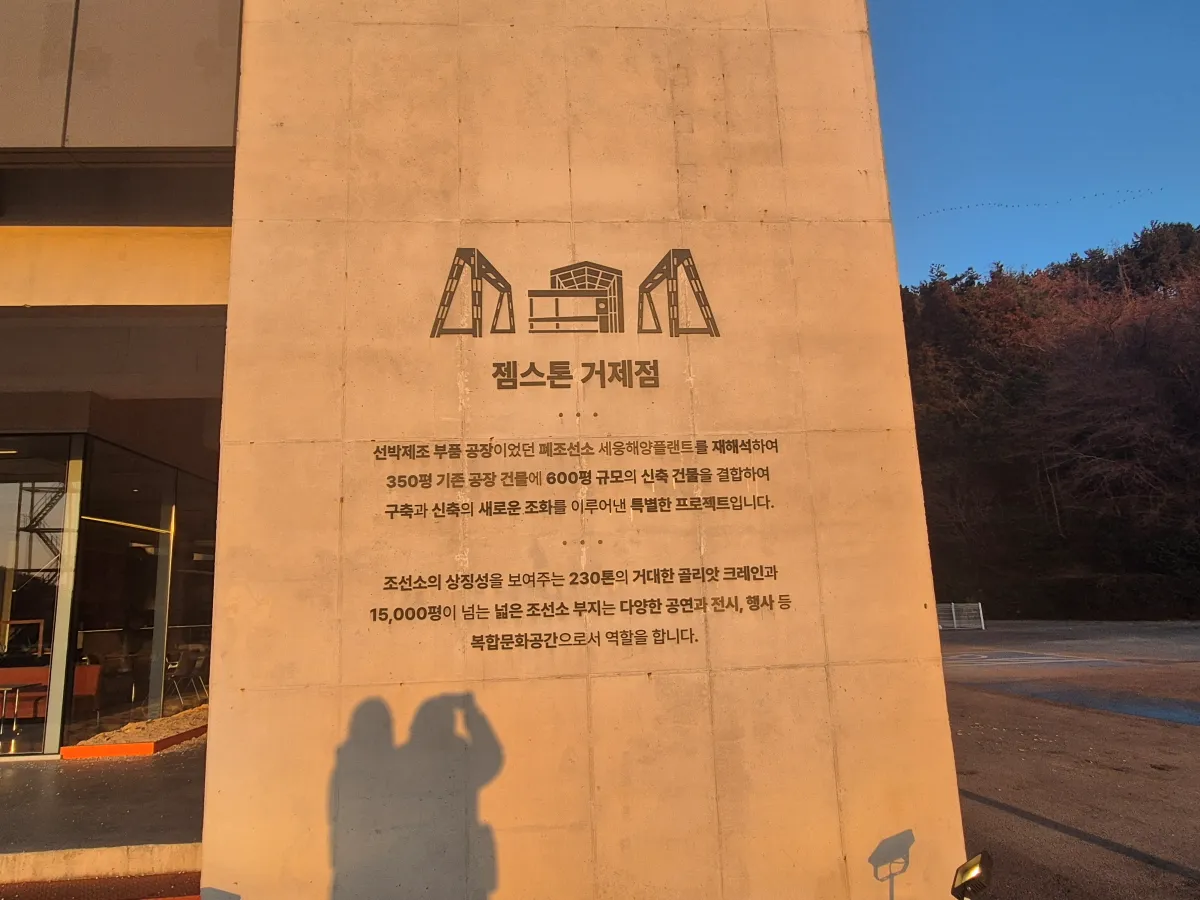 젬스톤 거제점
선박제조 부품 공장이었던 폐조선소 세웅해양플랜트를 재해석하여
350평 기존 공장 건물에 600평 규모의 신축 건물을 결합하여
구축과 신축의 새로운 조화를 이루어낸 특별한 프로젝트입니다.
조선소의 상징성을 보여주는 230톤의 거대한 골리앗 크레인과
15,000평이 넘는 넓은 조선소 부지는 다양한 공연과 전시, 행사 등
복합문화공간으로서 역할을 합니다.